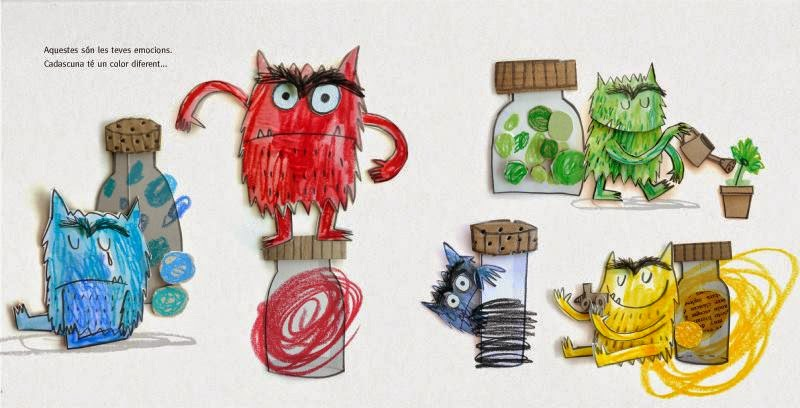 Aquestes són les teves emocions.
Cadascuna té un color diferent...